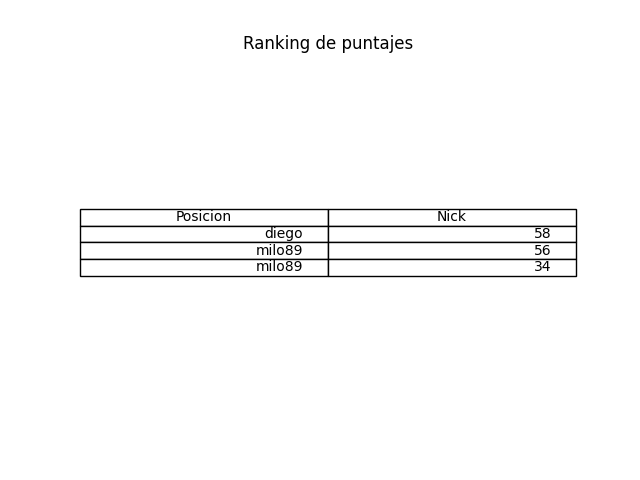 Ranking de puntajes
Posicion Nick
diego 58
milo89 56
milo89 34